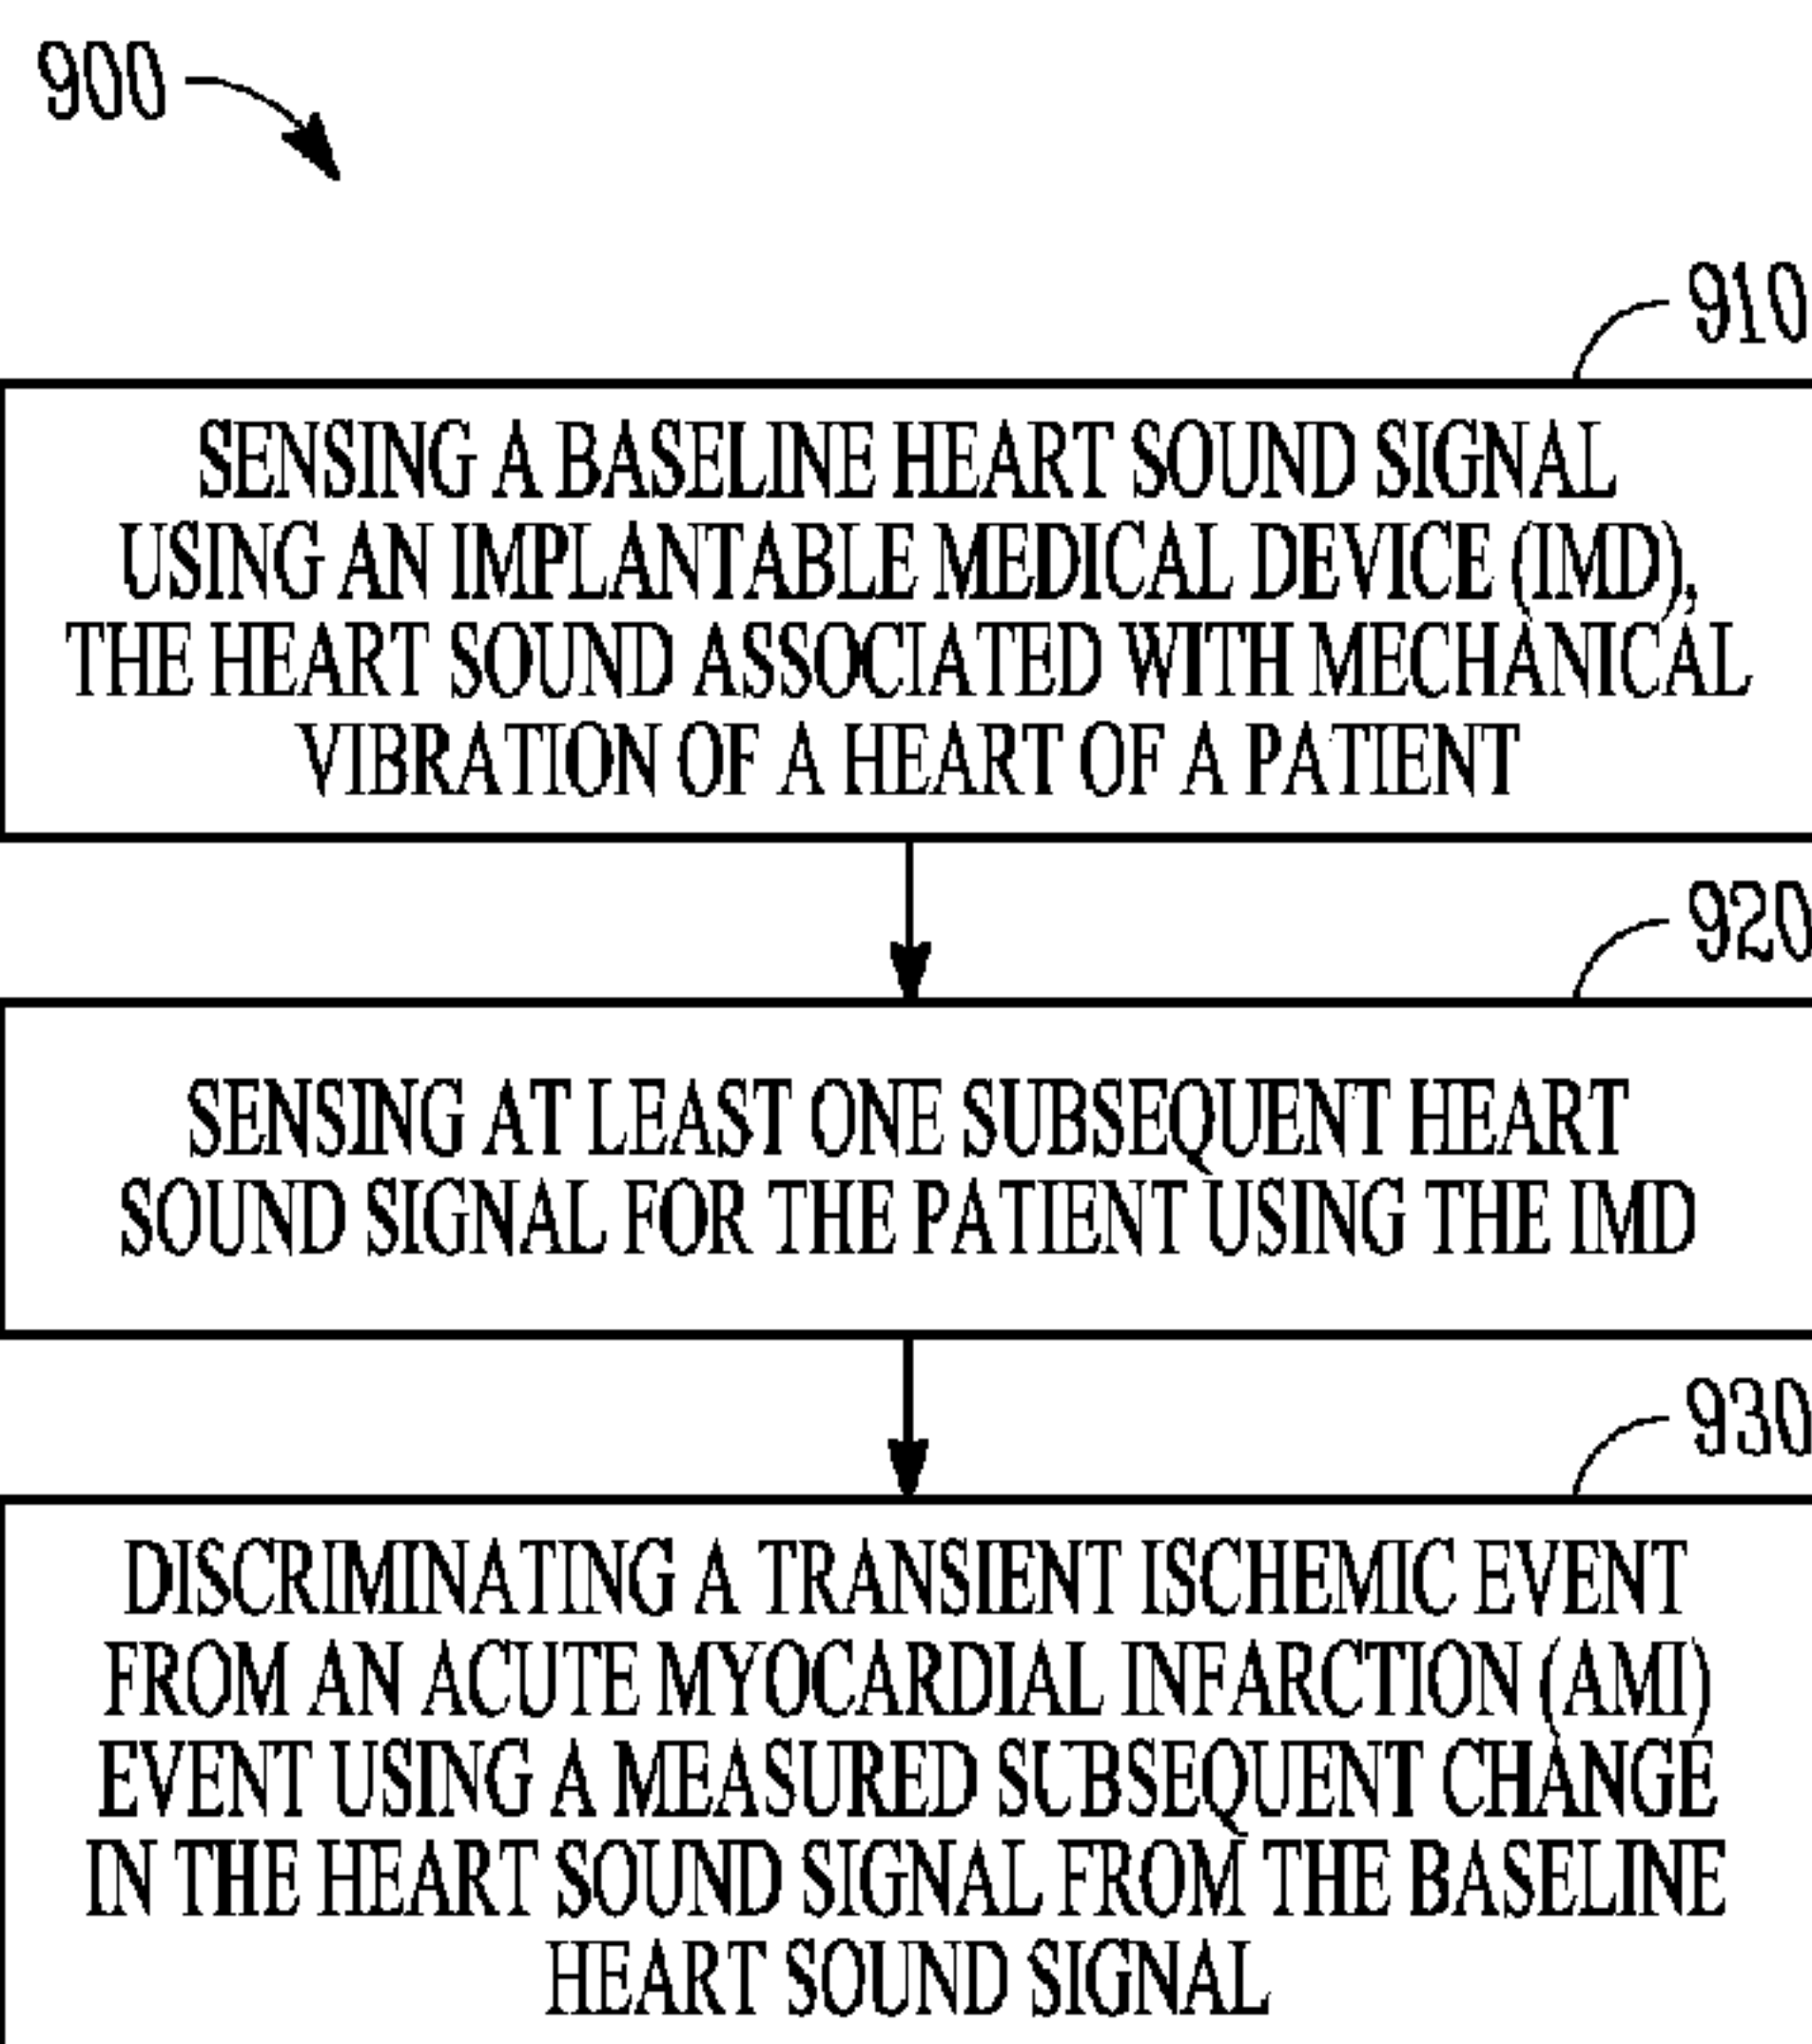 900
910
SENSING A BASELINE HEART SOUND SIGNAL
USING AN IMPLANTABLE MEDICAL DEVICE (IMD),
THE HEART SOUND ASSOCIATED WITH MECHANICAL
VIBRATION OF A HEART OF A PATIENT
920
SENSING AT LEAST ONE SUBSEQUENT HEART
SOUND SIGNAL FOR THE PATIENT USING THE IMD
930
DISCRIMINATING A TRANSIENT ISCHEMIC EVENT
FROM AN ACUTE MYOCARDIAL INFARCTION (AMI)
EVENT USING A MEASURED SUBSEQUENT CHANGE
IN THE HEART SOUND SIGNAL FROM THE BASELINE
HEART SOUND SIGNAL